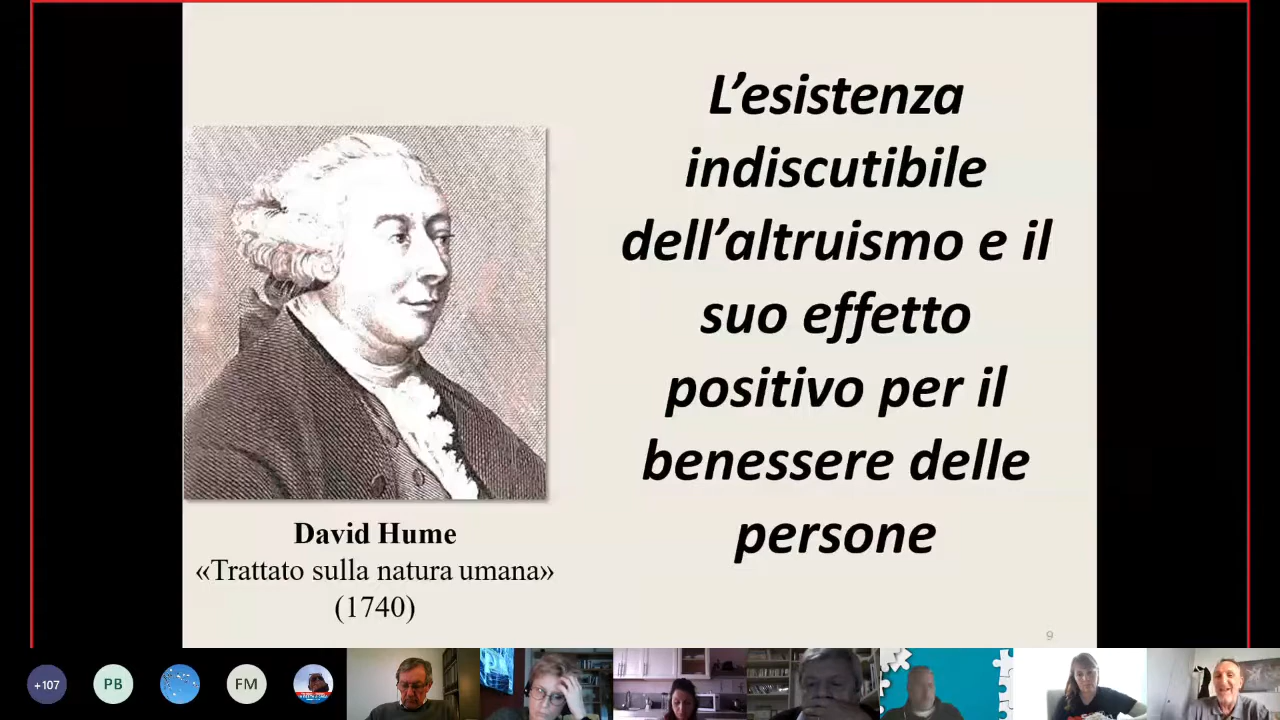 L’esistenza
indiscutibile
dell’altruismo e il
suo effetto
positivo per il
benessere delle
persone
David Hume
«Trattato sulla natura umana»
(1740)
9
+107
PB
FM